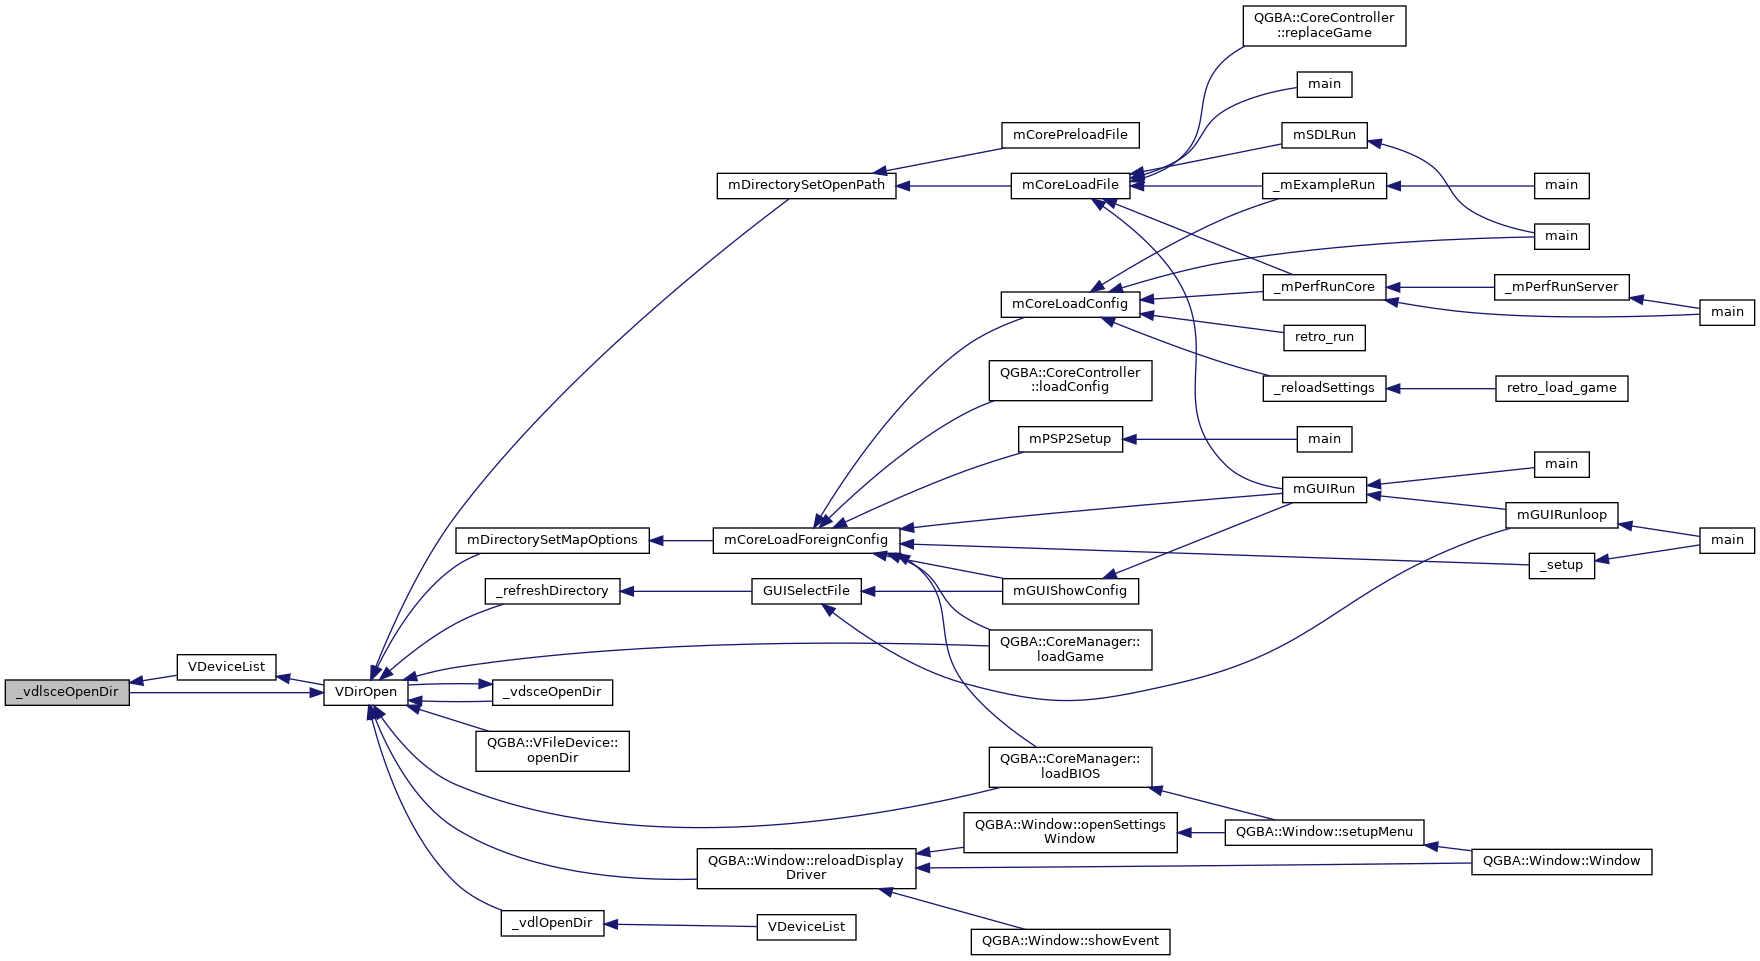 QGBA::CoreController
::replaceGame
main
mCorePreloadFile
mSDLRun
mDirectorySetOpenPath
mCoreLoadFile
_mExampleRun
main
main
mCoreLoadConfig
_mPerfRunCore
_mPerfRunServer
main
retro_run
QGBA::CoreController
::loadConfig
_reloadSettings
retro_load_game
mPSP2Setup
main
main
mGUIRun
mGUIRunloop
mDirectorySetMapOptions
mCoreLoadForeignConfig
main
_setup
_refreshDirectory
GUISelectFile
mGUIShowConfig
QGBA::CoreManager::
loadGame
VDeviceList
_vdlsceOpenDir
VDirOpen
_vdsceOpenDir
QGBA::VFileDevice::
openDir
QGBA::CoreManager::
loadBIOS
QGBA::Window::openSettings
Window
QGBA::Window::setupMenu
QGBA::Window::reloadDisplay
Driver
QGBA::Window::Window
_vdlOpenDir
VDeviceList
QGBA::Window::showEvent